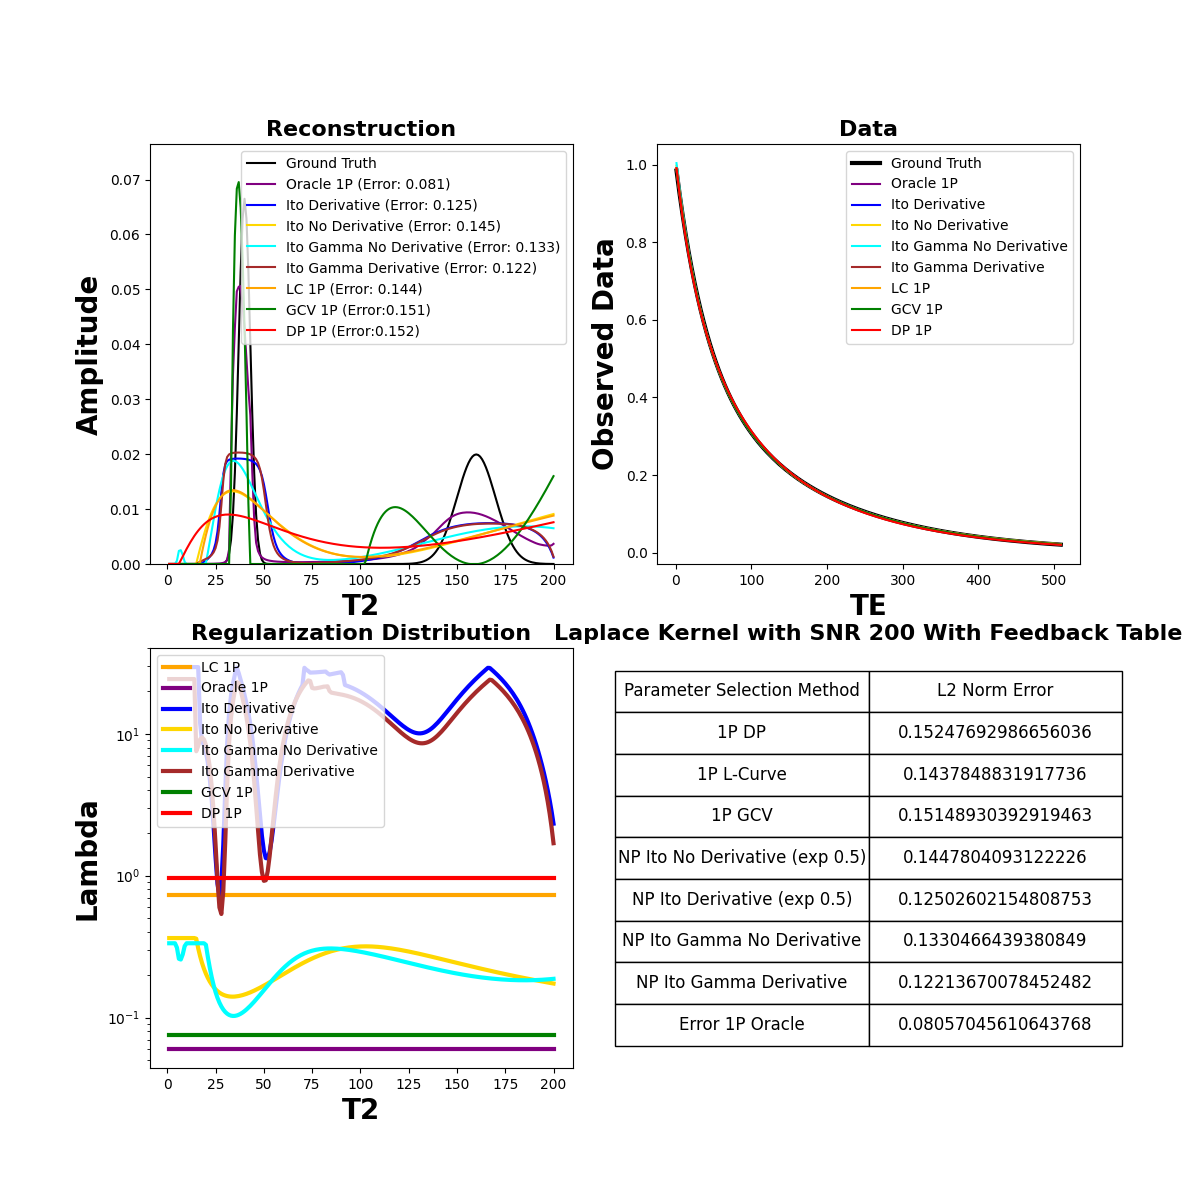 Reconstruction
Amplitude
0.07
0.06
0.05
0.04
0.03
0.02
0.01
0.00
Ground Truth
Oracle 1P (Error: 0.081)
Ito Derivative (Error: 0.125)
Ito No Derivative (Error: 0.145)
Ito Gamma No Derivative (Error: 0.133)
Ito Gamma Derivative (Error: 0.122)
LC 1P (Error: 0.144)
GCV 1P (Error:0.151)
DP 1P (Error:0.152)
0 25 50 75 100 125 150 175 200
T2
Data
Observed Data
1.0
0.8
0.6
0.4
0.2
0.0
Ground Truth
Oracle 1P
Ito Derivative
Ito No Derivative
Ito Gamma No Derivative
Ito Gamma Derivative
LC 1P
GCV 1P
DP 1P
0 100 200 300 400 500
TE
Regularization Distribution
Lambda
10¹
10⁰
10⁻¹
LC 1P
Oracle 1P
Ito Derivative
Ito No Derivative
Ito Gamma No Derivative
Ito Gamma Derivative
GCV 1P
DP 1P
0 25 50 75 100 125 150 175 200
T2
Laplace Kernel with SNR 200 With Feedback Table
Parameter Selection Method L2 Norm Error
1P DP 0.15247692986656036
1P L-Curve 0.1437848831917736
1P GCV 0.15148930392919463
NP Ito No Derivative (exp 0.5) 0.1447804093122226
NP Ito Derivative (exp 0.5) 0.12502602154808753
NP Ito Gamma No Derivative 0.1330466439380849
NP Ito Gamma Derivative 0.12213670078452482
Error 1P Oracle 0.08057045610643768